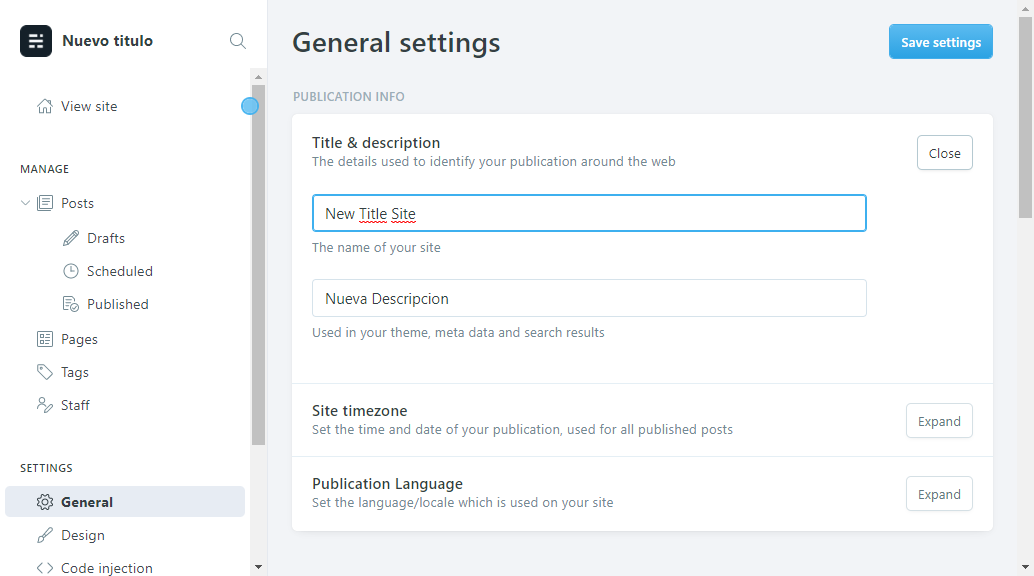 Nuevo titulo
View site
MANAGE
Posts
Drafts
Scheduled
Published
Pages
Tags
Staff
SETTINGS
General
Design
Code injection
General settings
Save settings
PUBLICATION INFO
Title & description
The details used to identify your publication around the web
Close
New Title Site
The name of your site
Nueva Descripcion
Used in your theme, meta data and search results
Site timezone
Set the time and date of your publication, used for all published posts
Expand
Publication Language
Set the language/locale which is used on your site
Expand